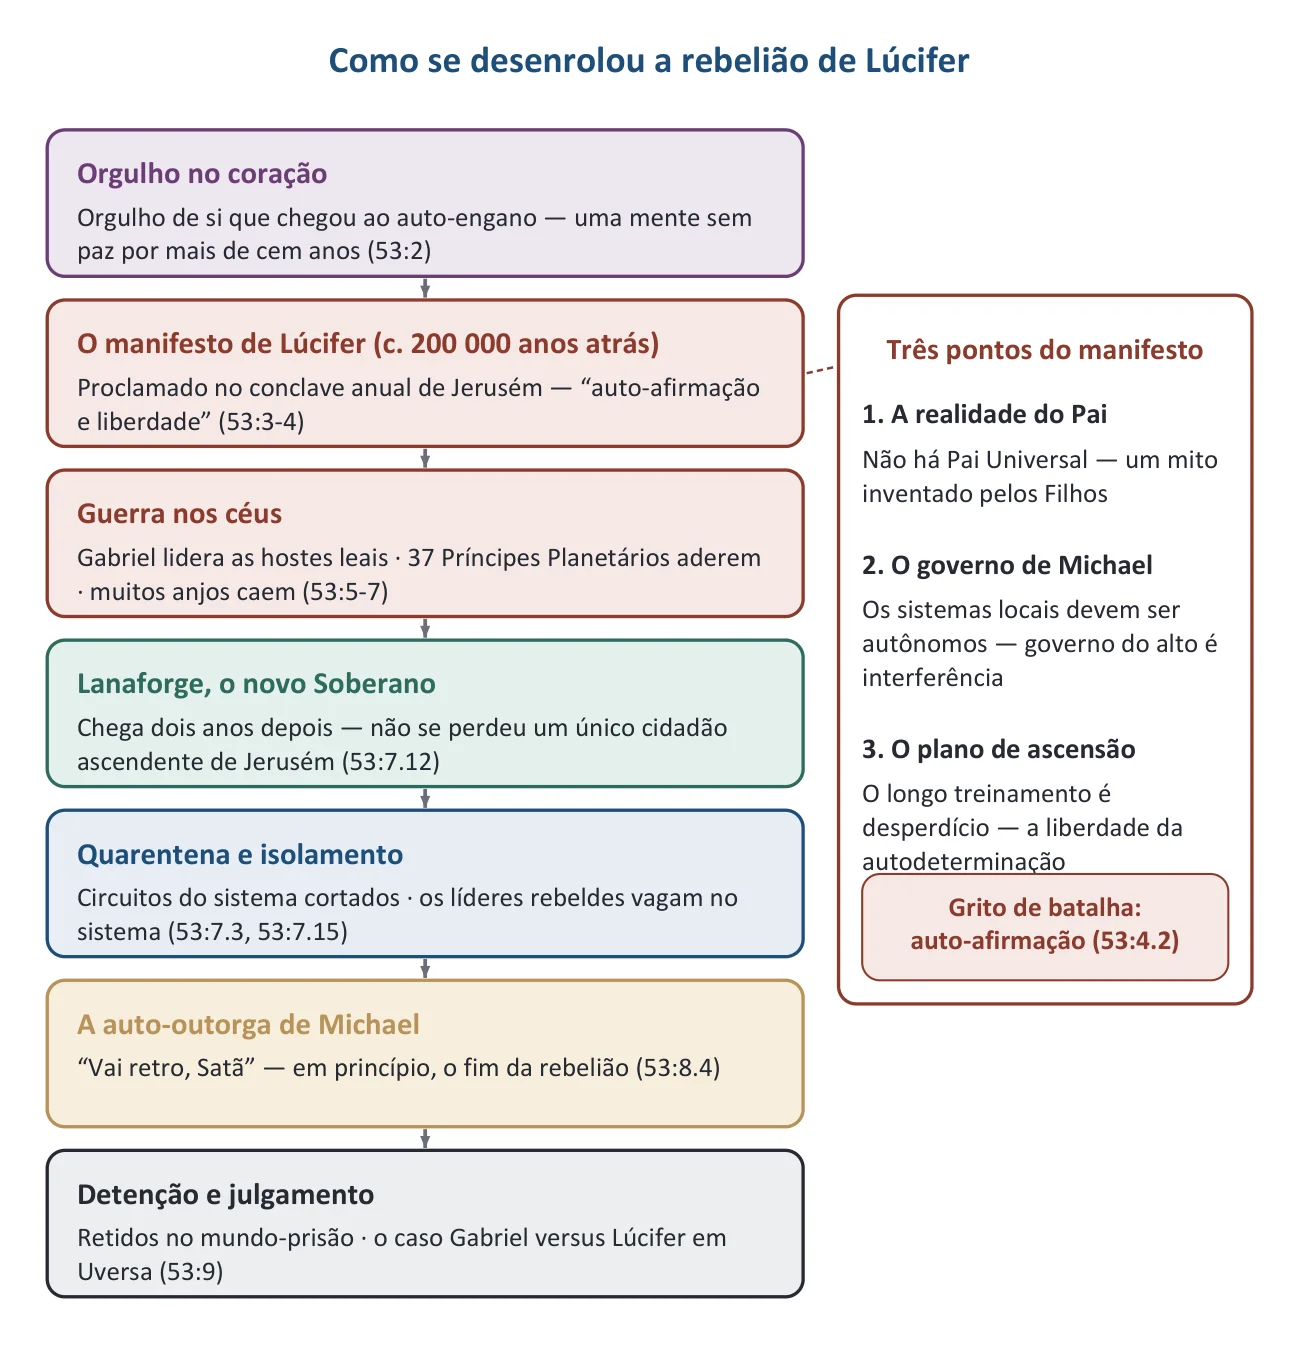 Como se desenrolou a rebelião de Lúcifer
Orgulho no coração
Orgulho de si que chegou ao auto-engano — uma mente sem
paz por mais de cem anos (53:2)
O manifesto de Lúcifer (c. 200 000 anos atrás)
Proclamado no conclave anual de Jerusém — “auto-afirmação
e liberdade” (53:3-4)
Guerra nos céus
Gabriel lidera as hostes leais · 37 Príncipes Planetários aderem
· muitos anjos caem (53:5-7)
Lanaforge, o novo Soberano
Chega dois anos depois — não se perdeu um único cidadão
ascendente de Jerusém (53:7.12)
Quarentena e isolamento
Circuitos do sistema cortados · os líderes rebeldes vagam no
sistema (53:7.3, 53:7.15)
A auto-outorga de Michael
“Vai retro, Satã” — em princípio, o fim da rebelião (53:8.4)
Detenção e julgamento
Retidos no mundo-prisão · o caso Gabriel versus Lúcifer em
Uversa (53:9)
Três pontos do manifesto
1. A realidade do Pai
Não há Pai Universal — um mito
inventado pelos Filhos
2. O governo de Michael
Os sistemas locais devem ser
autônomos — governo do alto é
interferência
3. O plano de ascensão
O longo treinamento é
desperdício — a liberdade da
autodeterminação
Grito de batalha:
auto-afirmação (53:4.2)